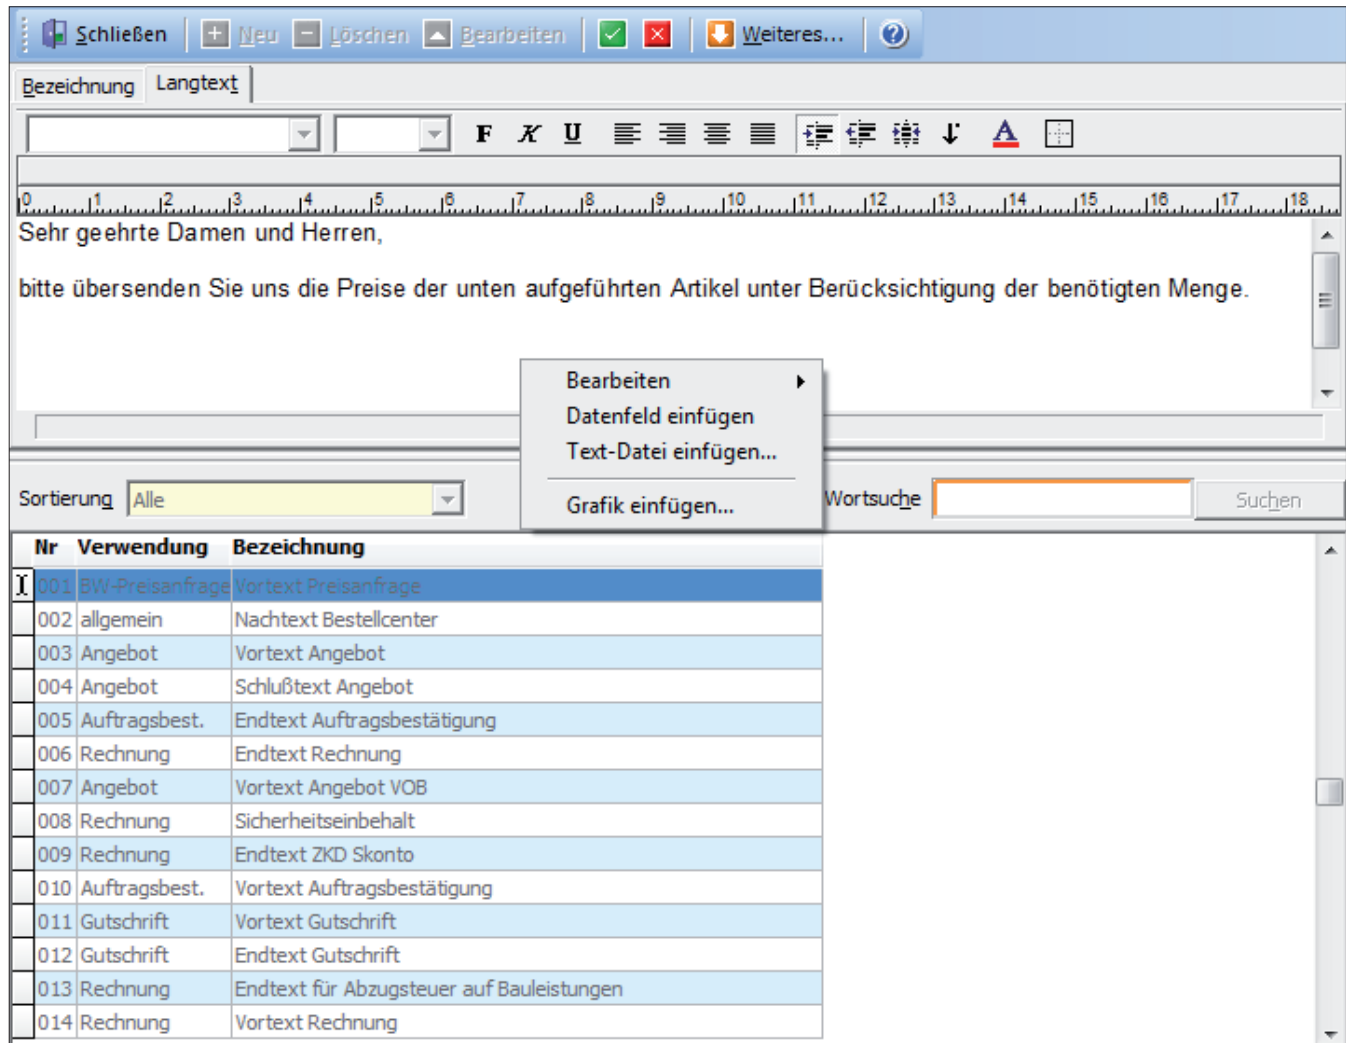 Schließen Neu Löschen Bearbeiten Weiteres...
Bezeichnung Langtext
F K U A
0 1 2 3 4 5 6 7 8 9 10 11 12 13 14 15 16 17 18
Sehr geehrte Damen und Herren,
bitte übersenden Sie uns die Preise der unten aufgeführten Artikel unter Berücksichtigung der benötigten Menge.
Bearbeiten
Datenfeld einfügen
Text-Datei einfügen...
Grafik einfügen...
Sortierung Alle Wortsuche Suchen
Nr Verwendung Bezeichnung
001 BW-Preisanfrage Vortext Preisanfrage
002 allgemein Nachtext Bestellcenter
003 Angebot Vortext Angebot
004 Angebot Schlußtext Angebot
005 Auftragsbest. Endtext Auftragsbestätigung
006 Rechnung Endtext Rechnung
007 Angebot Vortext Angebot VOB
008 Rechnung Sicherheitseinbehalt
009 Rechnung Endtext ZKD Skonto
010 Auftragsbest. Vortext Auftragsbestätigung
011 Gutschrift Vortext Gutschrift
012 Gutschrift Endtext Gutschrift
013 Rechnung Endtext für Abzugsteuer auf Bauleistungen
014 Rechnung Vortext Rechnung